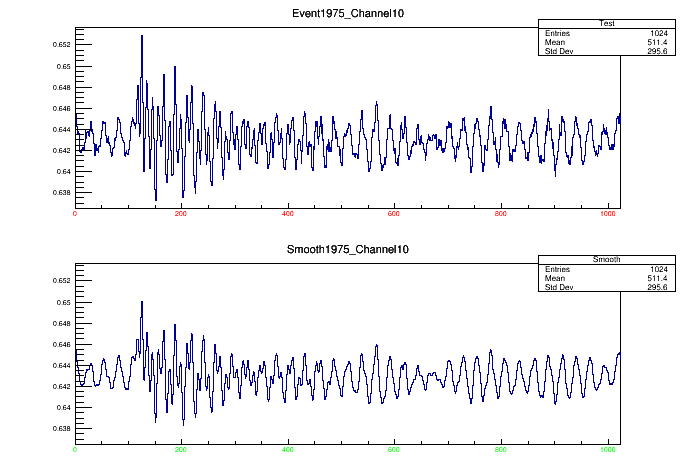 Event1975_Channel10
Test
Entries 1024
Mean 511.4
Std Dev 295.6
0.652
0.65
0.648
0.646
0.644
0.642
0.64
0.638
0 200 400 600 800 1000
Smooth1975_Channel10
Smooth
Entries 1024
Mean 511.4
Std Dev 295.6
0.652
0.65
0.648
0.646
0.644
0.642
0.64
0.638
0 200 400 600 800 1000